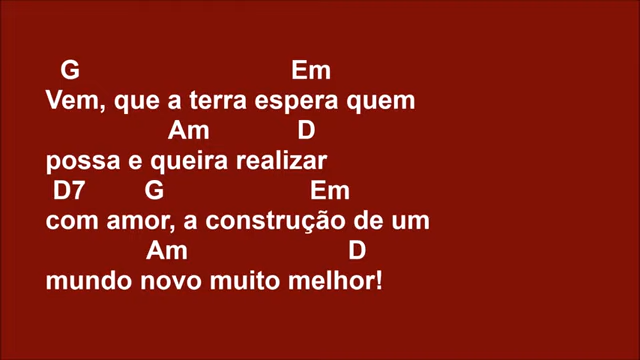 G Em
Vem, que a terra espera quem
Am D
possa e queira realizar
D7 G Em
com amor, a construção de um
Am D
mundo novo muito melhor!